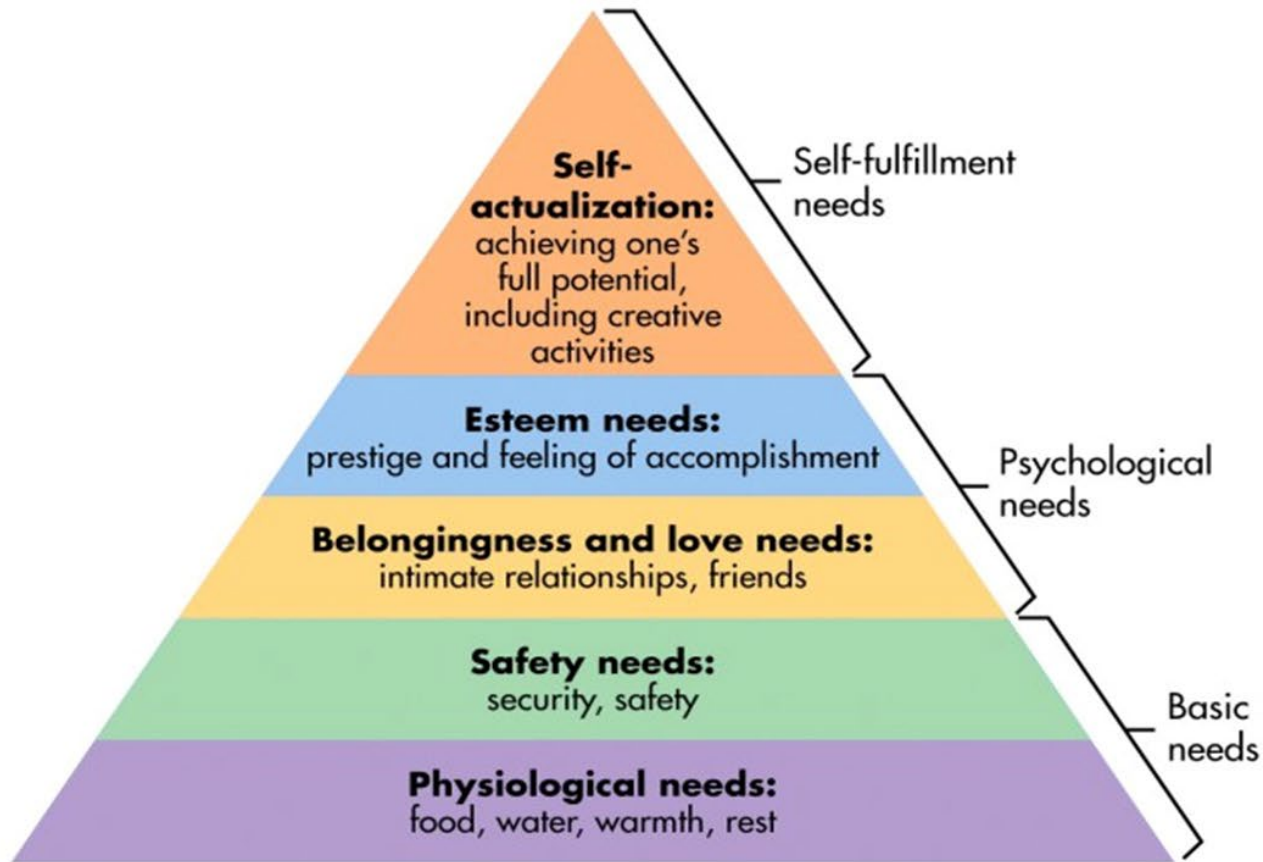 Self-
actualization:
achieving one's
full potential,
including creative
activities
Self-fulfillment
needs
Esteem needs:
prestige and feeling of accomplishment
Belongingness and love needs:
intimate relationships, friends
Psychological
needs
Safety needs:
security, safety
Physiological needs:
food, water, warmth, rest
Basic
needs